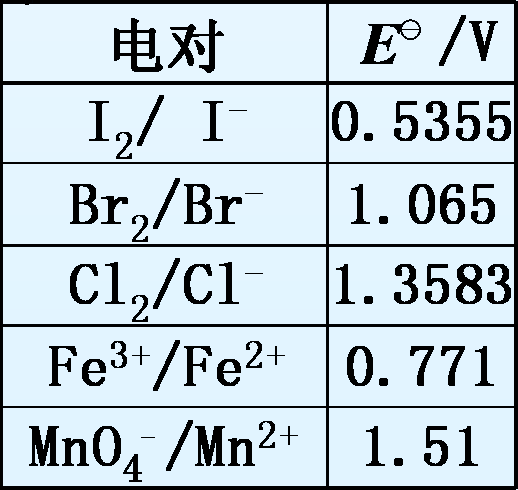 电对 E⊖/V
I₂/ I⁻ 0.5355
Br₂/Br⁻ 1.065
Cl₂/Cl⁻ 1.3583
Fe³⁺/Fe²⁺ 0.771
MnO₄⁻/Mn²⁺ 1.51